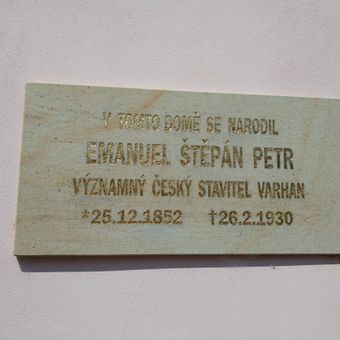 V TOMTO DOMĚ SE NARODIL
EMANUEL ŠTĚPÁN PETR
VÝZNAMNÝ ČESKÝ STAVITEL VARHAN
*25.12.1852 †26.2.1930